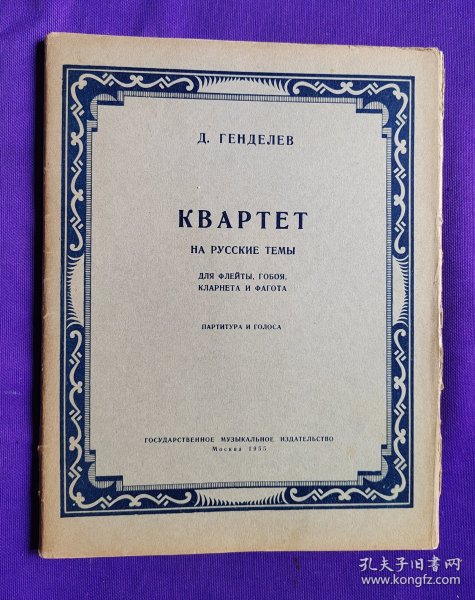 Д. ГЕНДЕЛЕВ
КВАРТЕТ
НА РУССКИЕ ТЕМЫ
ДЛЯ ФЛЕЙТЫ, ГОБОЯ,
КЛАРНЕТА И ФАГОТА
ПАРТИТУРА И ГОЛОСА
ГОСУДАРСТВЕННОЕ МУЗЫКАЛЬНОЕ ИЗДАТЕЛЬСТВО
Москва 1955
孔夫子旧书网
www.kongfz.com